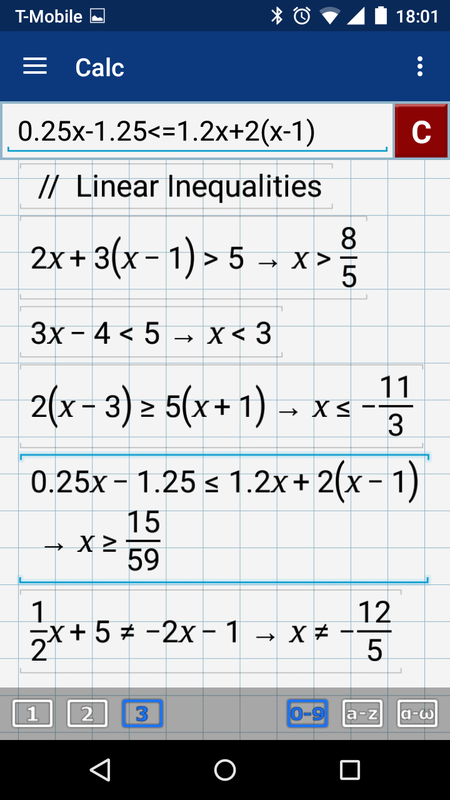 T-Mobile 18:01
Calc
0.25x-1.25<=1.2x+2(x-1)
C
// Linear Inequalities
2x + 3(x − 1) > 5 → x > 8/5
3x − 4 < 5 → x < 3
2(x − 3) ≥ 5(x + 1) → x ≤ −11/3
0.25x − 1.25 ≤ 1.2x + 2(x − 1)
→ x ≥ 15/59
1/2x + 5 ≠ −2x − 1 → x ≠ −12/5
1 2 3 0-9 a-z α-ω